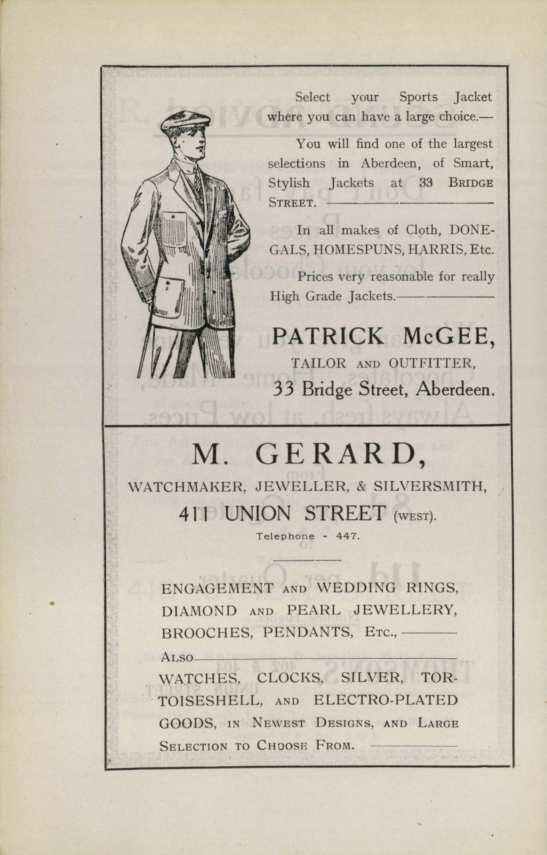 Select your Sports Jacket
where you can have a large choice.—
You will find one of the largest
selections in Aberdeen, of Smart,
Stylish Jackets at 33 BRIDGE
STREET.
In all makes of Cloth, DONE-
GALS, HOMESPUNS, HARRIS, Etc.
Prices very reasonable for really
High Grade Jackets.—
PATRICK McGEE,
TAILOR AND OUTFITTER,
33 Bridge Street, Aberdeen.
M. GERARD,
WATCHMAKER, JEWELLER, & SILVERSMITH,
411 UNION STREET (WEST).
Telephone - 447.
ENGAGEMENT AND WEDDING RINGS,
DIAMOND AND PEARL JEWELLERY,
BROOCHES, PENDANTS, ETC.,—
ALSO—
WATCHES, CLOCKS, SILVER, TOR-
TOISESHELL, AND ELECTRO-PLATED
GOODS, IN NEWEST DESIGNS, AND LARGE
SELECTION TO CHOOSE FROM.